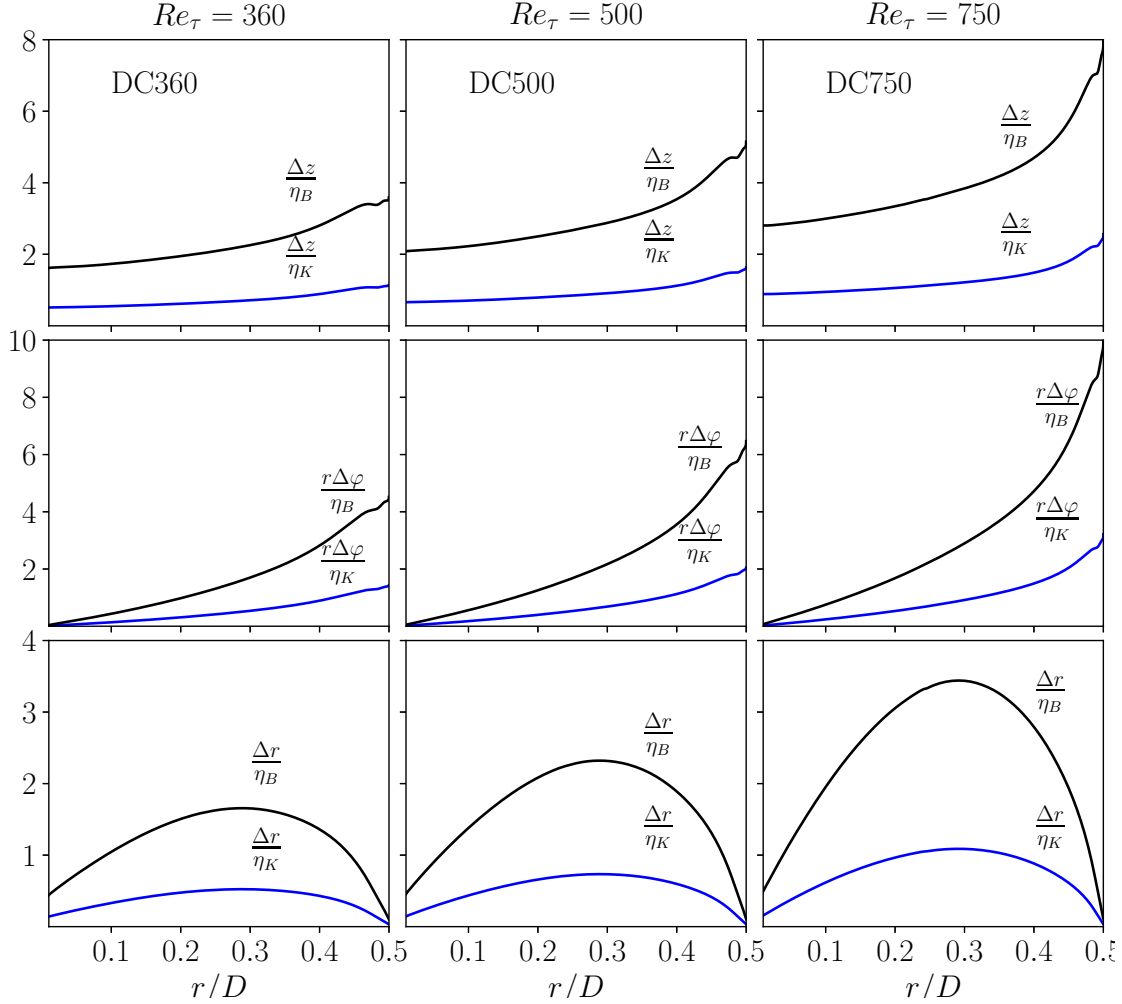 Re_τ = 360 Re_τ = 500 Re_τ = 750
8
DC360 DC500 DC750
6
Δz/η_B Δz/η_B Δz/η_B
4
Δz/η_K Δz/η_K Δz/η_K
2
10
8
rΔφ/η_B rΔφ/η_B rΔφ/η_B
6
4
rΔφ/η_K rΔφ/η_K rΔφ/η_K
2
4
3
Δr/η_B Δr/η_B Δr/η_B
2
Δr/η_K Δr/η_K Δr/η_K
1
0.1 0.2 0.3 0.4 0.5 0.1 0.2 0.3 0.4 0.5 0.1 0.2 0.3 0.4 0.5
r/D r/D r/D